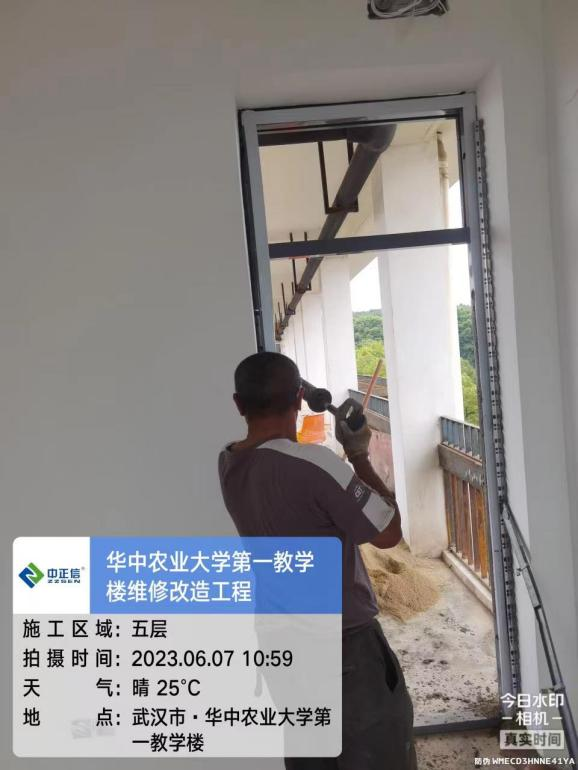 中正信®
ZZSEN
华中农业大学第一教学
楼维修改造工程
施工区域：五层
拍摄时间：2023.06.07 10:59
天气：晴 25℃
地点：武汉市·华中农业大学第
一教学楼
今日水印
相机
真实时间
防伪 WMECD3HNNE41YA